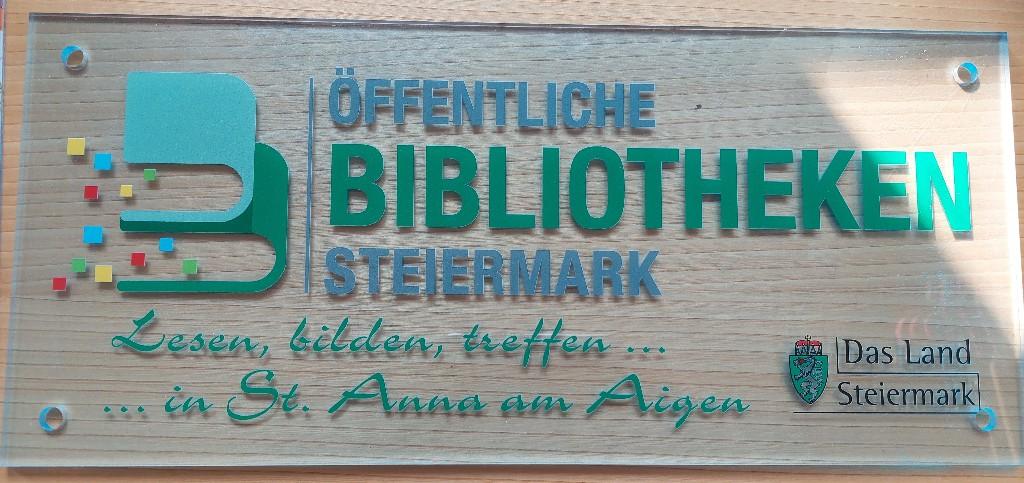 ÖFFENTLICHE
BIBLIOTHEKEN
STEIERMARK
Lesen, bilden, treffen ...
... in St. Anna am Aigen
Das Land
Steiermark